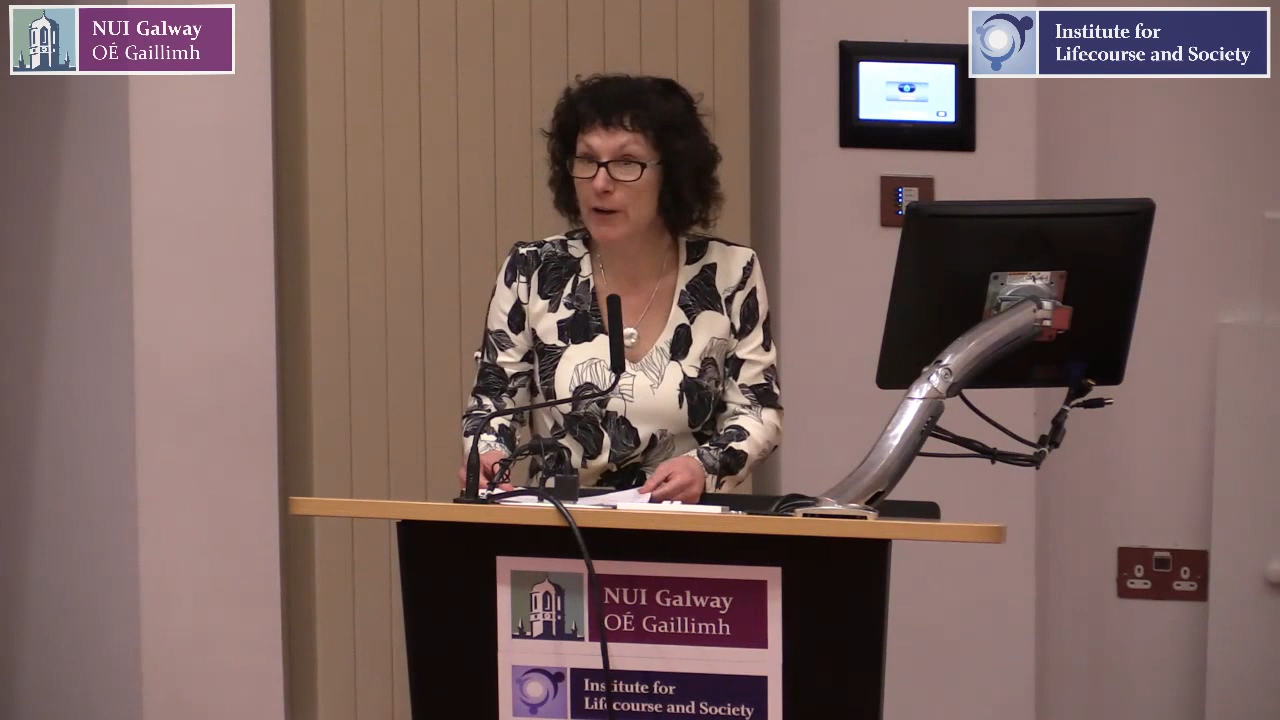 NUI Galway
OÉ Gaillimh
Institute for
Lifecourse and Society
NUI Galway
OÉ Gaillimh
Institute for
Lifecourse and Society